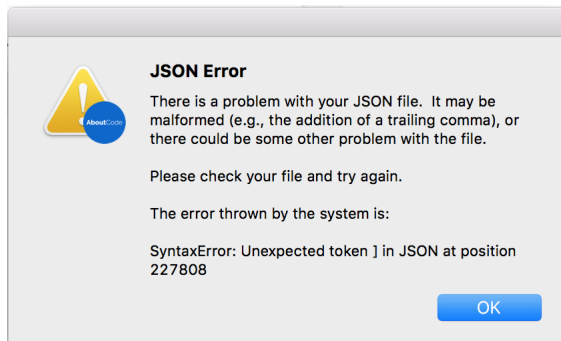 JSON Error
There is a problem with your JSON file.  It may be
malformed (e.g., the addition of a trailing comma), or
there could be some other problem with the file.
Please check your file and try again.
The error thrown by the system is:
SyntaxError: Unexpected token ] in JSON at position
227808
AboutCode
OK